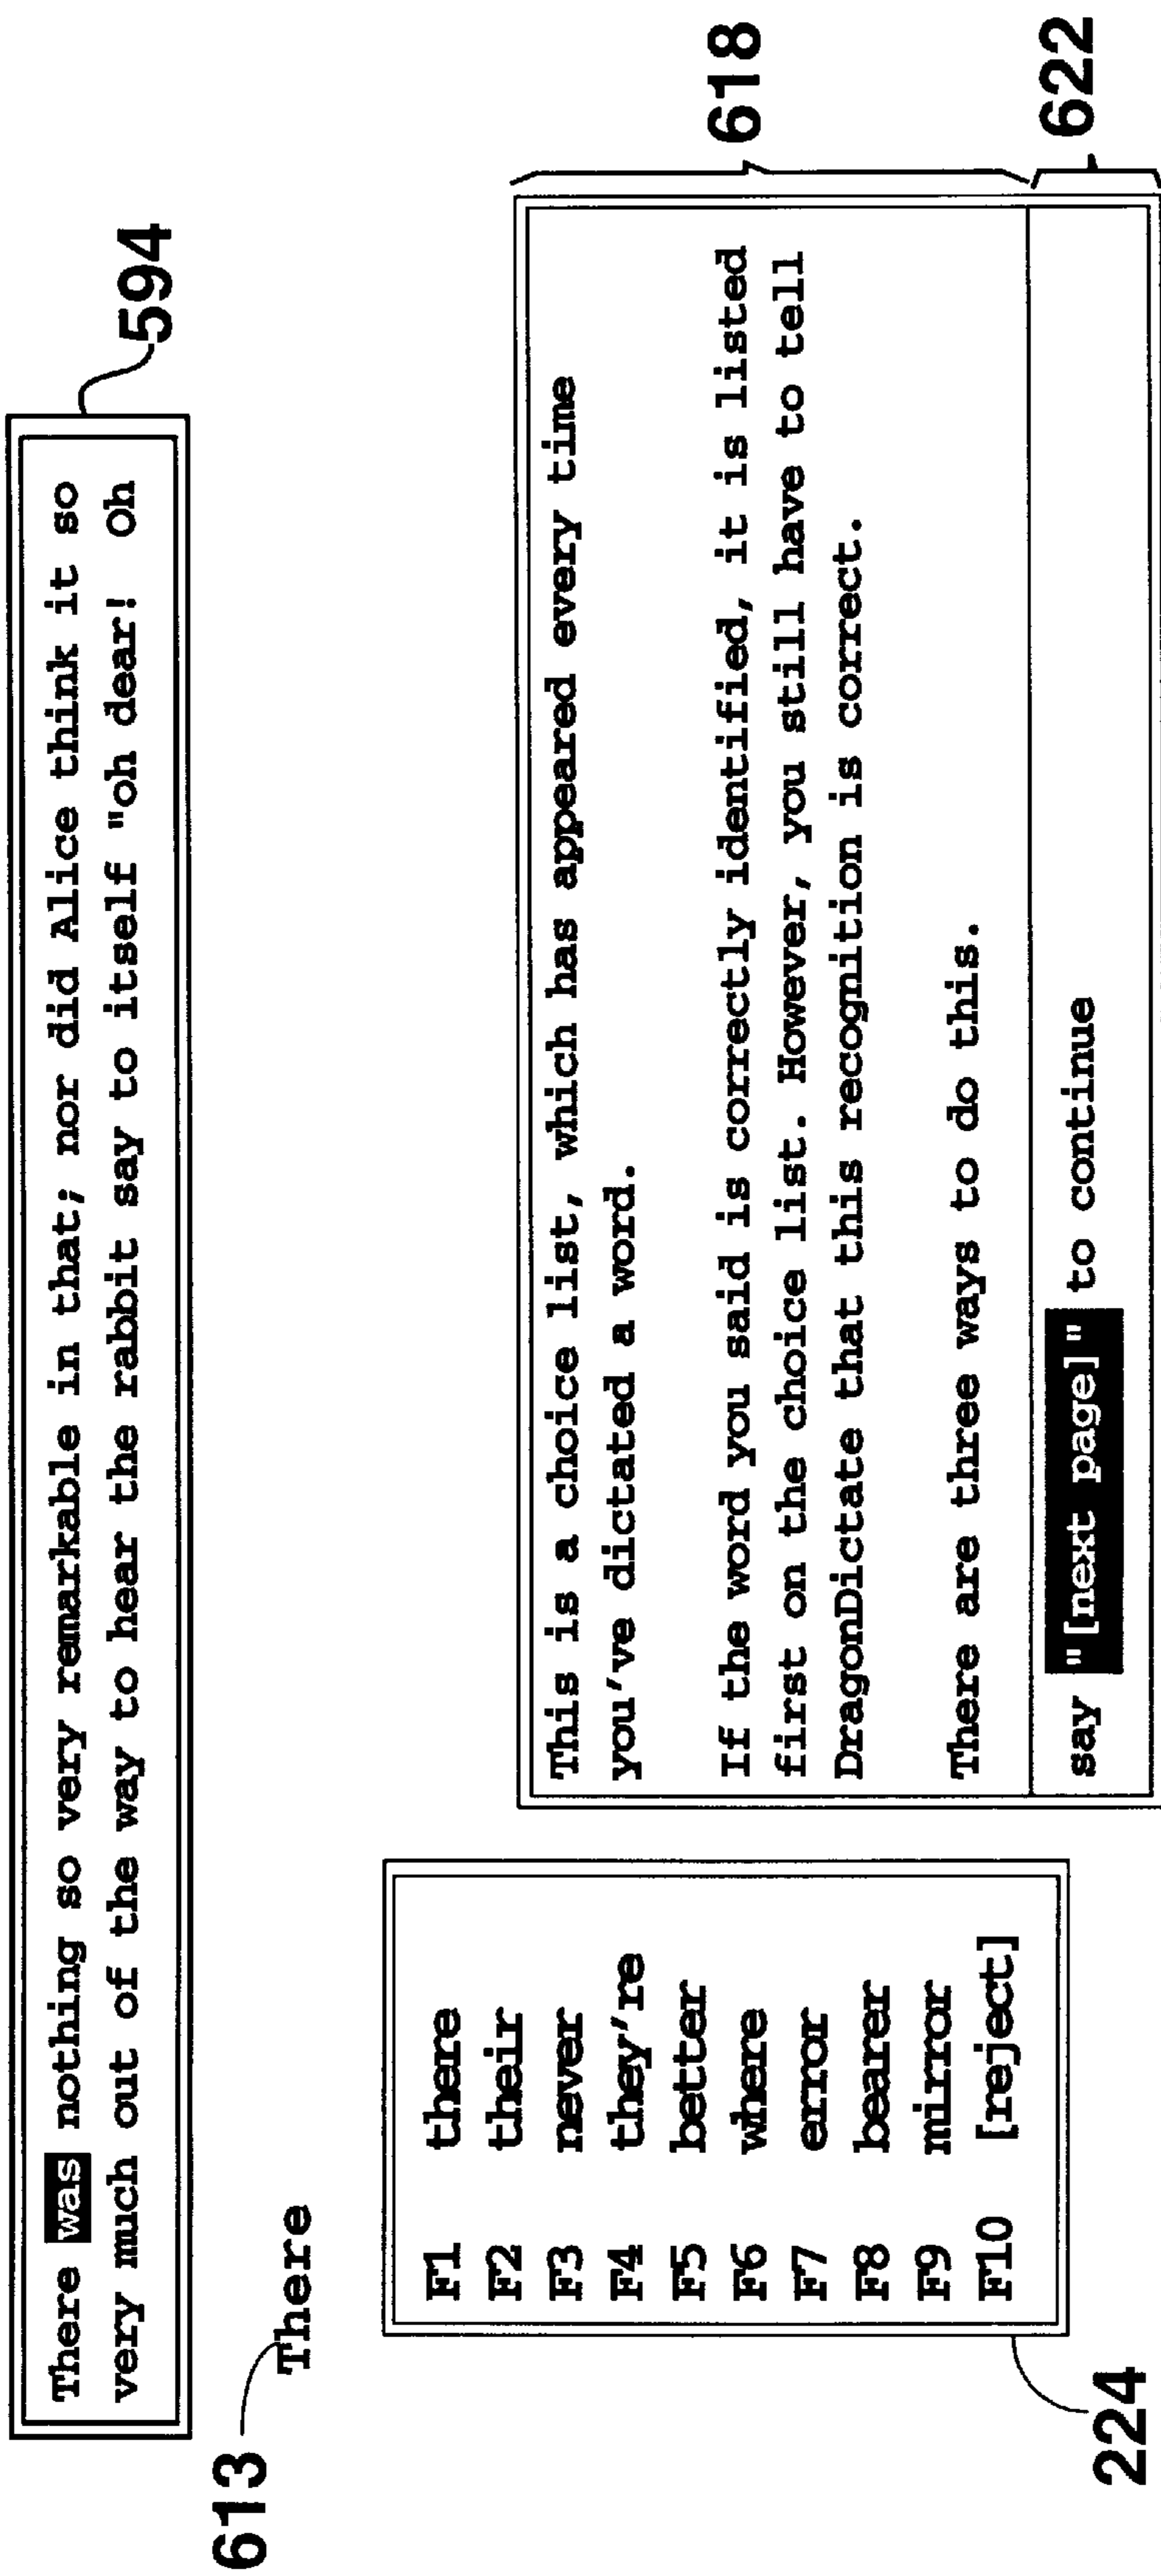 There was nothing so very remarkable in that; nor did Alice think it so
very much out of the way to hear the rabbit say to itself "oh dear!  Oh
594
613
There
F1 there
F2 their
F3 never
F4 they're
F5 better
F6 where
F7 error
F8 bearer
F9 mirror
F10 [reject]
224
This is a choice list, which has appeared every time
you've dictated a word.
If the word you said is correctly identified, it is listed
first on the choice list. However, you still have to tell
DragonDictate that this recognition is correct.
There are three ways to do this.
618
say "[next page]" to continue
622